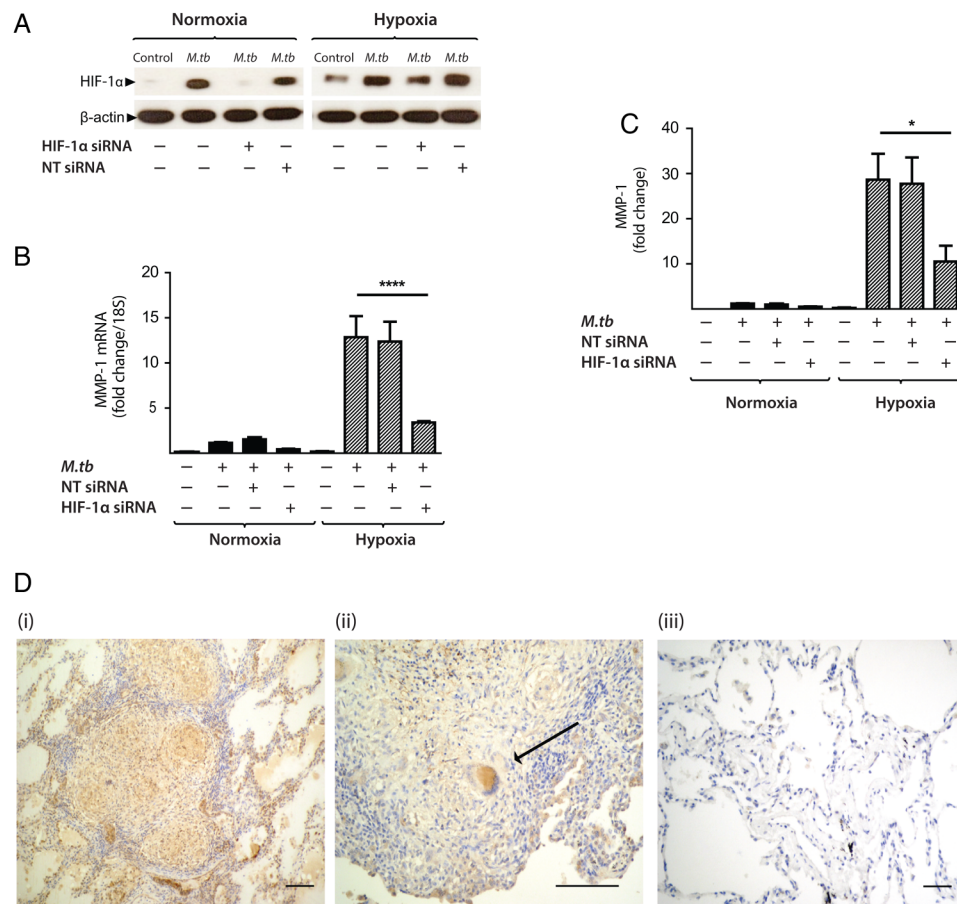 A
Normoxia Hypoxia
Control M.tb M.tb M.tb Control M.tb M.tb M.tb
HIF-1α
β-actin
HIF-1α siRNA – – + – – – + –
NT siRNA – – – + – – – +
B
MMP-1 mRNA
(fold change/18S)
20
15
10
5
****
M.tb – + + + – + + +
NT siRNA – – + – – – + –
HIF-1α siRNA – – – + – – – +
Normoxia Hypoxia
C
MMP-1
(fold change)
40
30
20
10
*
M.tb – + + + – + + +
NT siRNA – – + – – – + –
HIF-1α siRNA – – – + – – – +
Normoxia Hypoxia
D
(i) (ii) (iii)